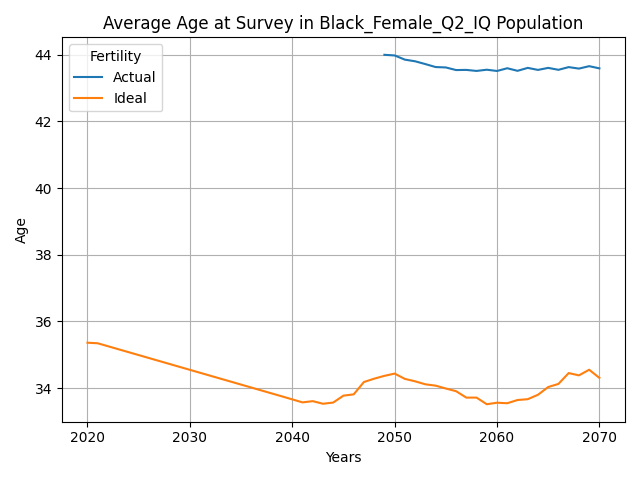 Average Age at Survey in Black_Female_Q2_IQ Population
Fertility
Actual
Ideal
44
42
40
38
36
34
Age
2020
2030
2040
2050
2060
2070
Years